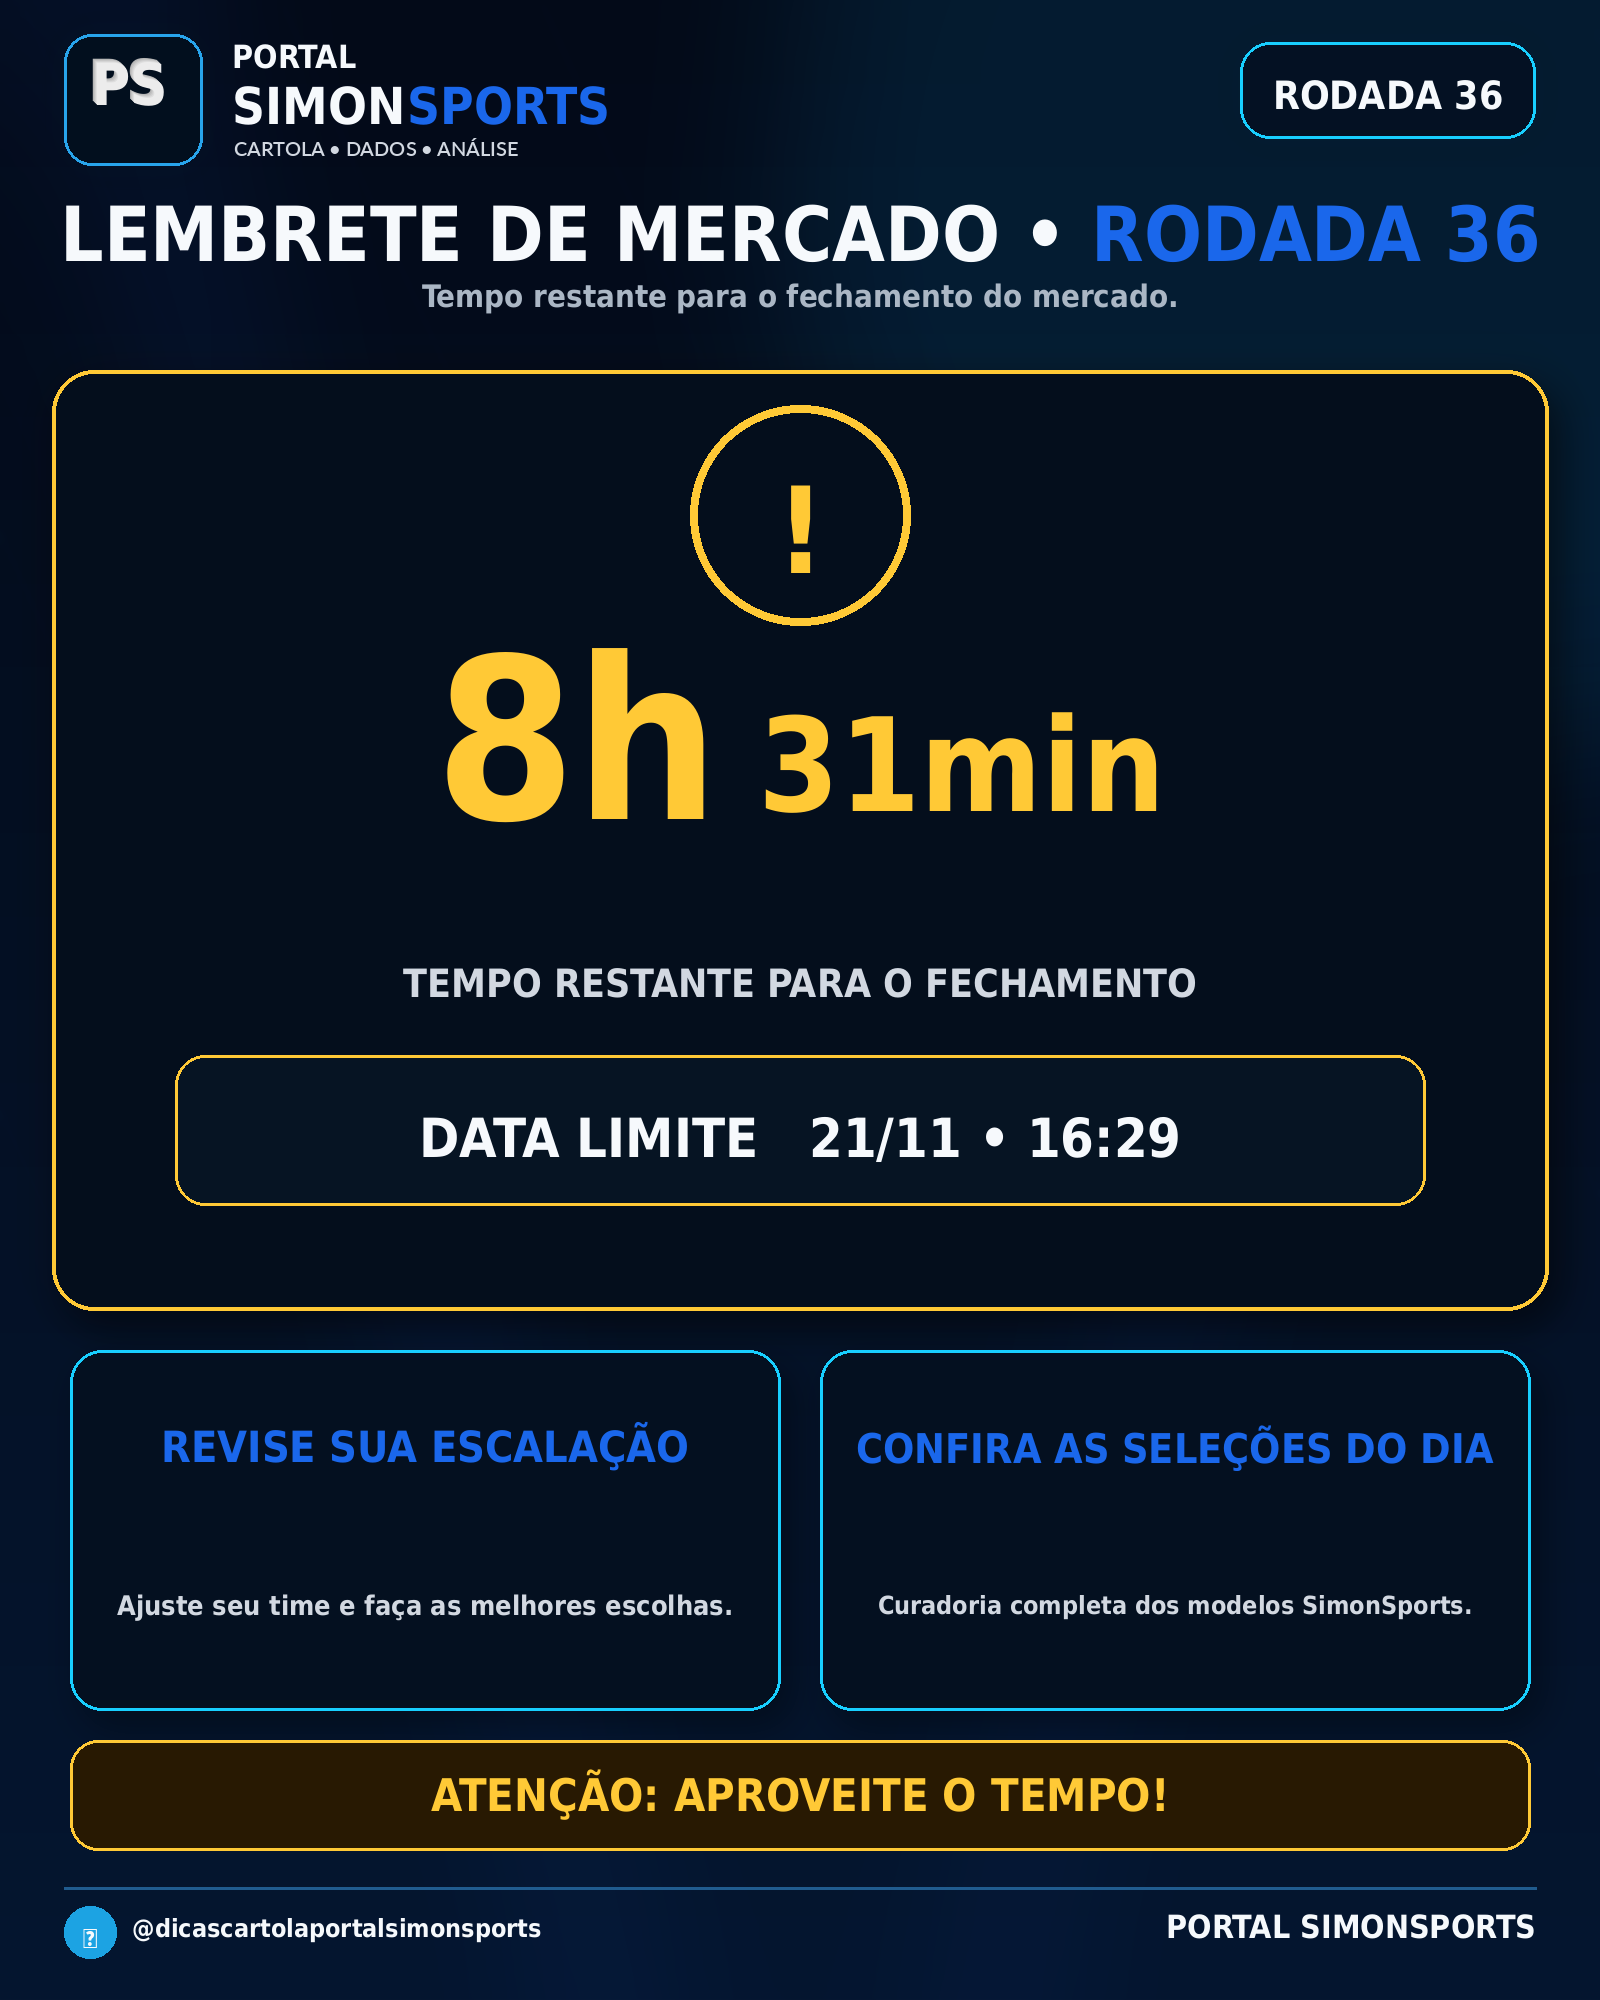 PS
PORTAL
SIMONSPORTS
CARTOLA • DADOS • ANÁLISE
RODADA 36
LEMBRETE DE MERCADO • RODADA 36
Tempo restante para o fechamento do mercado.
!
8h 31min
TEMPO RESTANTE PARA O FECHAMENTO
DATA LIMITE 21/11 • 16:29
REVISE SUA ESCALAÇÃO
Ajuste seu time e faça as melhores escolhas.
CONFIRA AS SELEÇÕES DO DIA
Curadoria completa dos modelos SimonSports.
ATENÇÃO: APROVEITE O TEMPO!
@dicascartolaportalsimonsports
PORTAL SIMONSPORTS